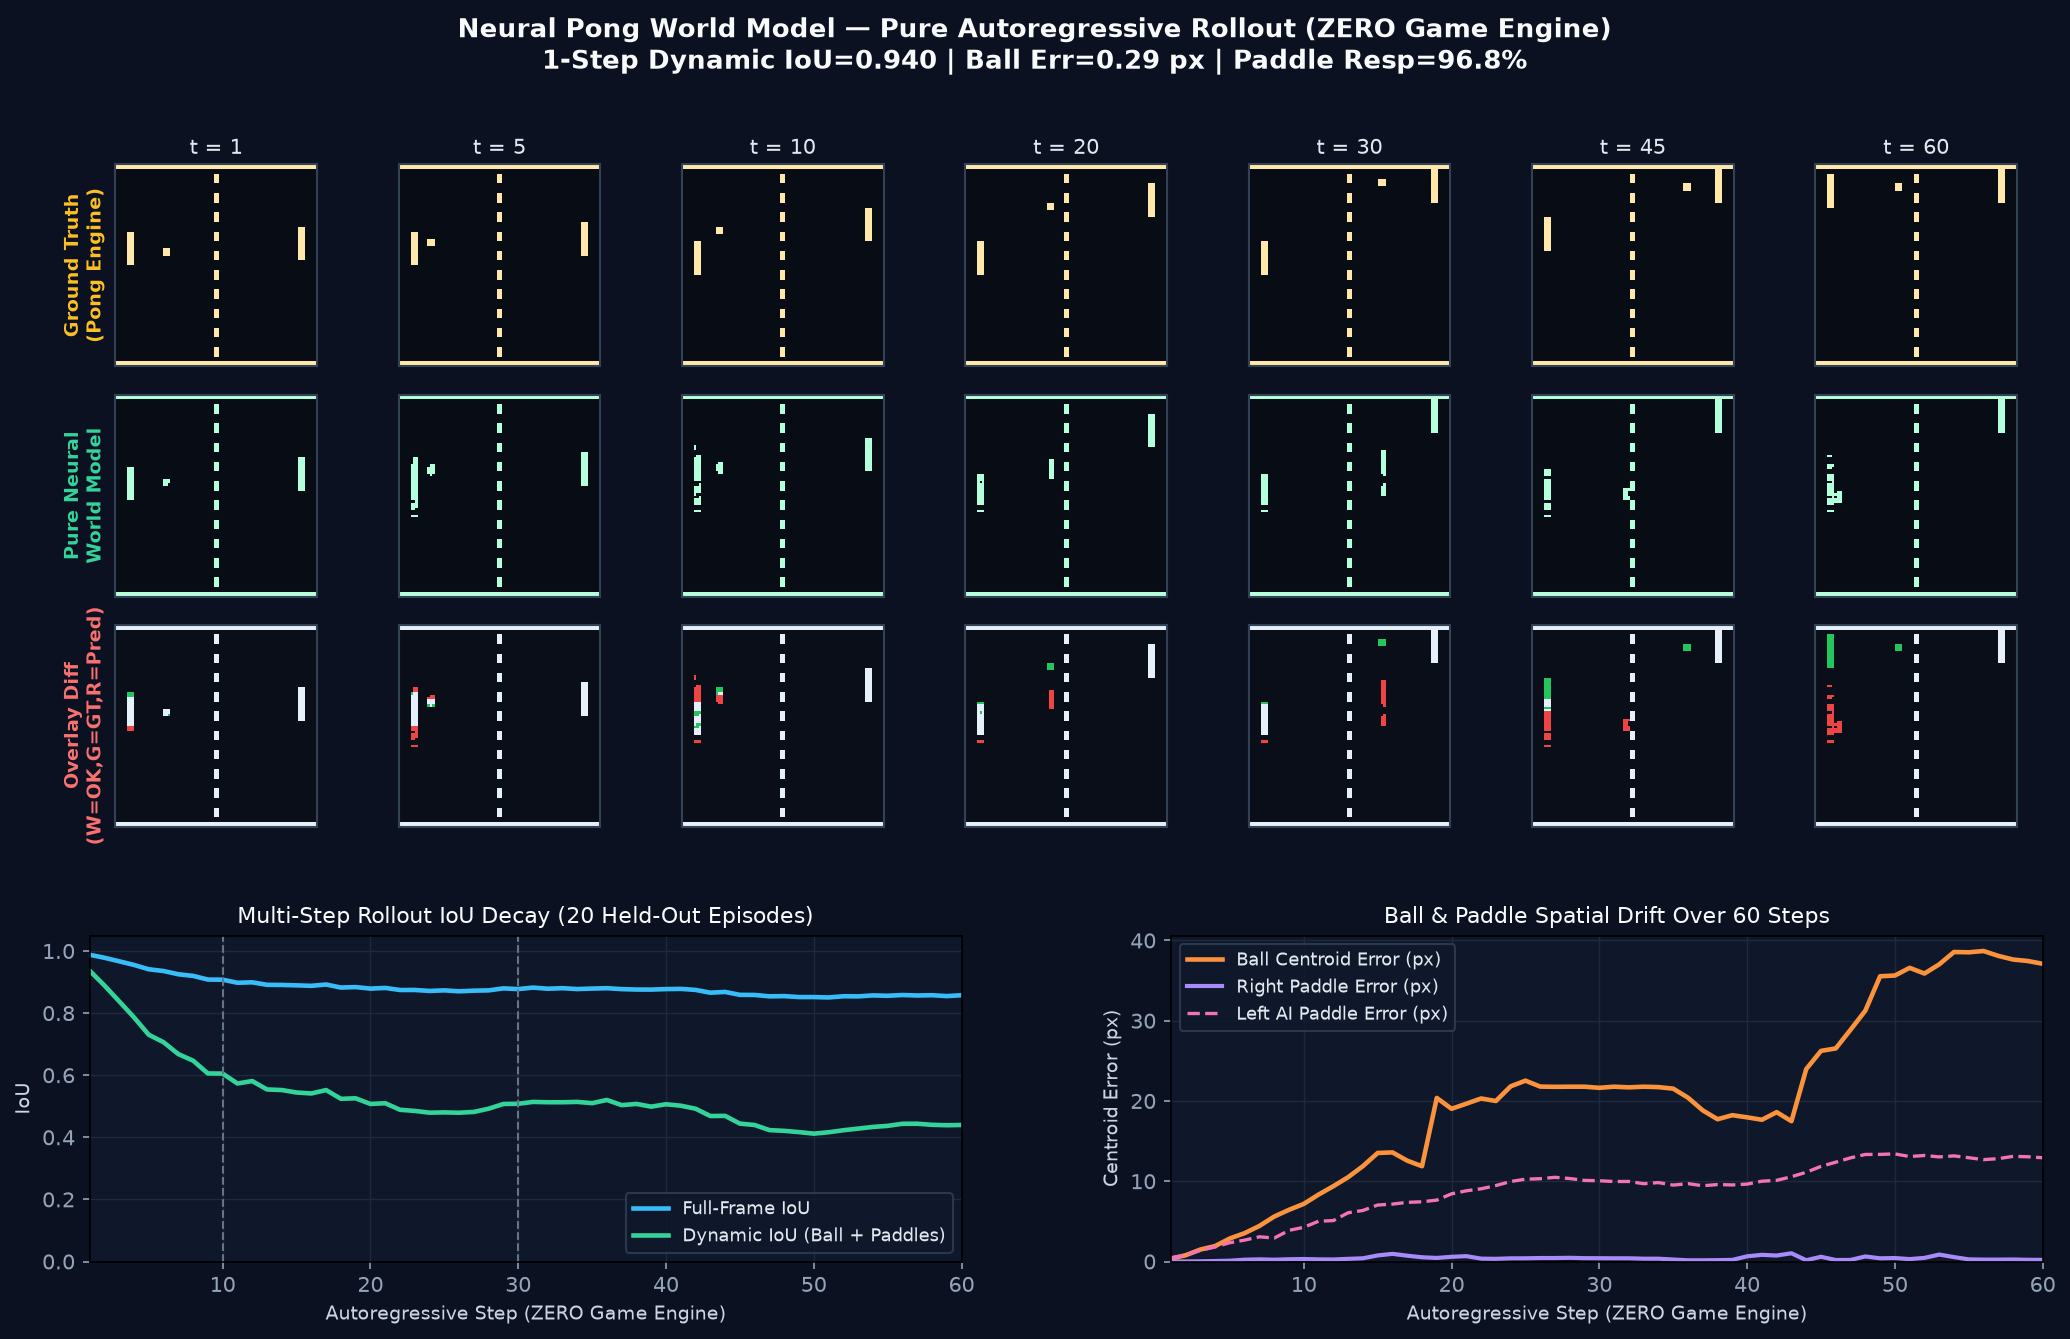 Neural Pong World Model — Pure Autoregressive Rollout (ZERO Game Engine)
1-Step Dynamic IoU=0.940 | Ball Err=0.29 px | Paddle Resp=96.8%
t = 1
t = 5
t = 10
t = 20
t = 30
t = 45
t = 60
Ground Truth
(Pong Engine)
Pure Neural
World Model
Overlay Diff
(W=OK,G=GT,R=Pred)
Multi-Step Rollout IoU Decay (20 Held-Out Episodes)
IoU
1.0
0.8
0.6
0.4
0.2
0.0
Full-Frame IoU
Dynamic IoU (Ball + Paddles)
10
20
30
40
50
60
Autoregressive Step (ZERO Game Engine)
Ball & Paddle Spatial Drift Over 60 Steps
Centroid Error (px)
40
30
20
10
0
Ball Centroid Error (px)
Right Paddle Error (px)
Left AI Paddle Error (px)
10
20
30
40
50
60
Autoregressive Step (ZERO Game Engine)